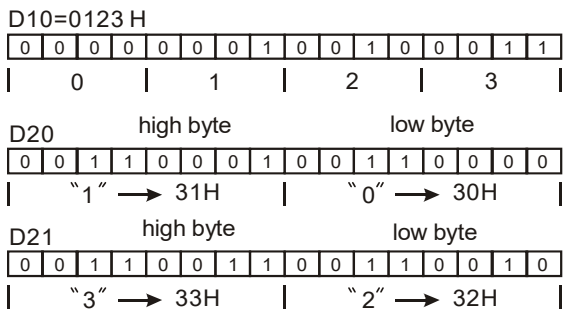 D10=0123 H
0 0 0 0 0 0 0 1 0 0 1 0 0 0 1 1
0 1 2 3
D20 high byte low byte
0 0 1 1 0 0 0 1 0 0 1 1 0 0 0 0
“1” → 31H “0” → 30H
D21 high byte low byte
0 0 1 1 0 0 1 1 0 0 1 1 0 0 1 0
“3” → 33H “2” → 32H